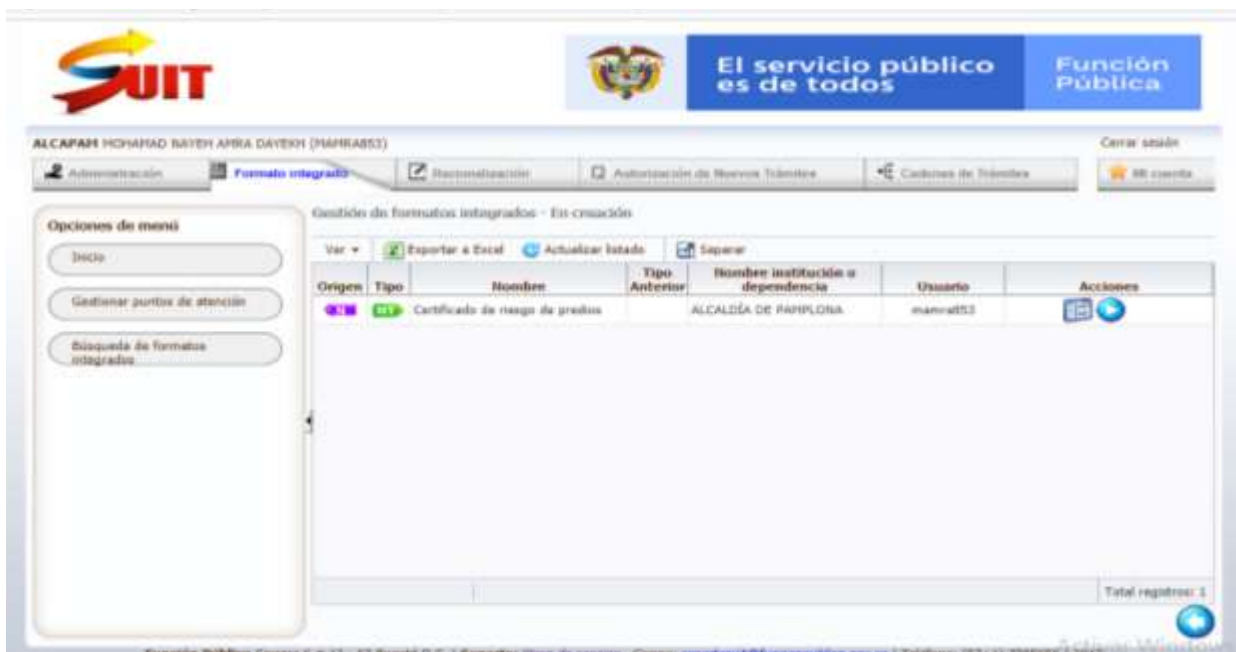 SUIT
El servicio público
es de todos
Función
Pública
ALCAPAM MOHAMAD NAYEH AMRA DAYEKH (MAMRA853)
Cerrar sesión
Administración
Formato integrado
Racionalización
Autorización de Nuevos Trámites
Cadenas de Trámites
Mi cuenta
Opciones de menú
Inicio
Gestionar puntos de atención
Búsqueda de formatos
integrados
Gestión de formatos integrados - En creación
Ver
Exportar a Excel
Actualizar listado
Separar
Origen
Tipo
Nombre
Tipo
Anterior
Nombre institución o
dependencia
Usuario
Acciones
N
Certificado de riesgo de predios
ALCALDÍA DE PAMPLONA
mamra853
Total registros: 1